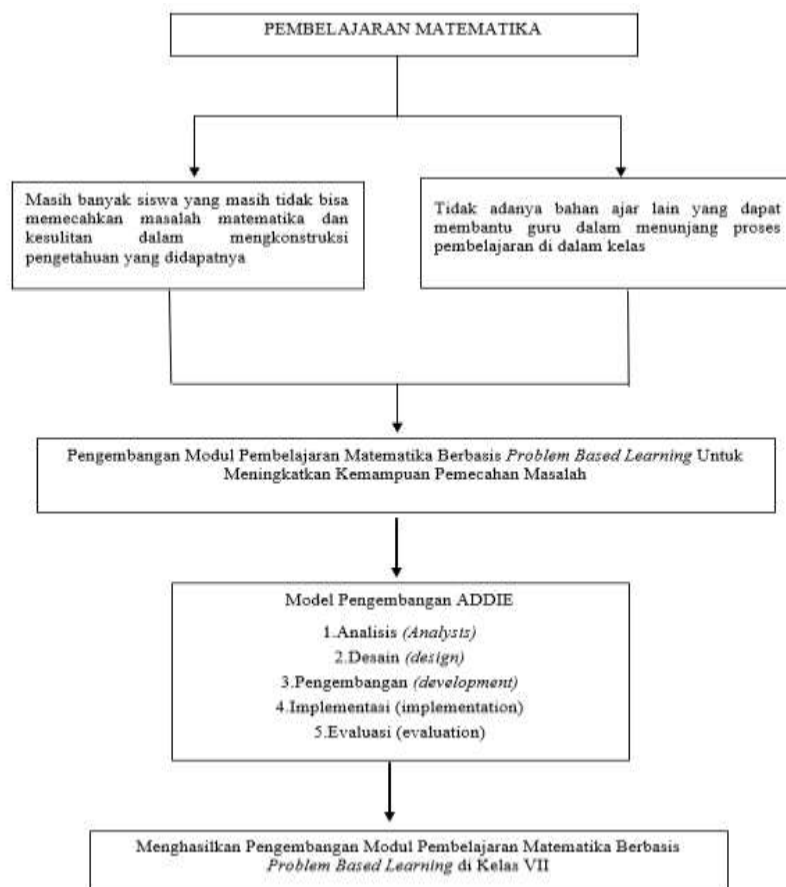 PEMBELAJARAN MATEMATIKA
Masih banyak siswa yang masih tidak bisa
memecahkan masalah matematika dan
kesulitan dalam mengkonstruksi
pengetahuan yang didapatnya
Tidak adanya bahan ajar lain yang dapat
membantu guru dalam menunjang proses
pembelajaran di dalam kelas
Pengembangan Modul Pembelajaran Matematika Berbasis Problem Based Learning Untuk
Meningkatkan Kemampuan Pemecahan Masalah
Model Pengembangan ADDIE
1.Analisis (Analysts)
2.Desain (design)
3.Pengembangan (development)
4.Implementasi (implementation)
5.Evaluasi (evaluation)
Menghasilkan Pengembangan Modul Pembelajaran Matematika Berbasis
Problem Based Learning di Kelas VII